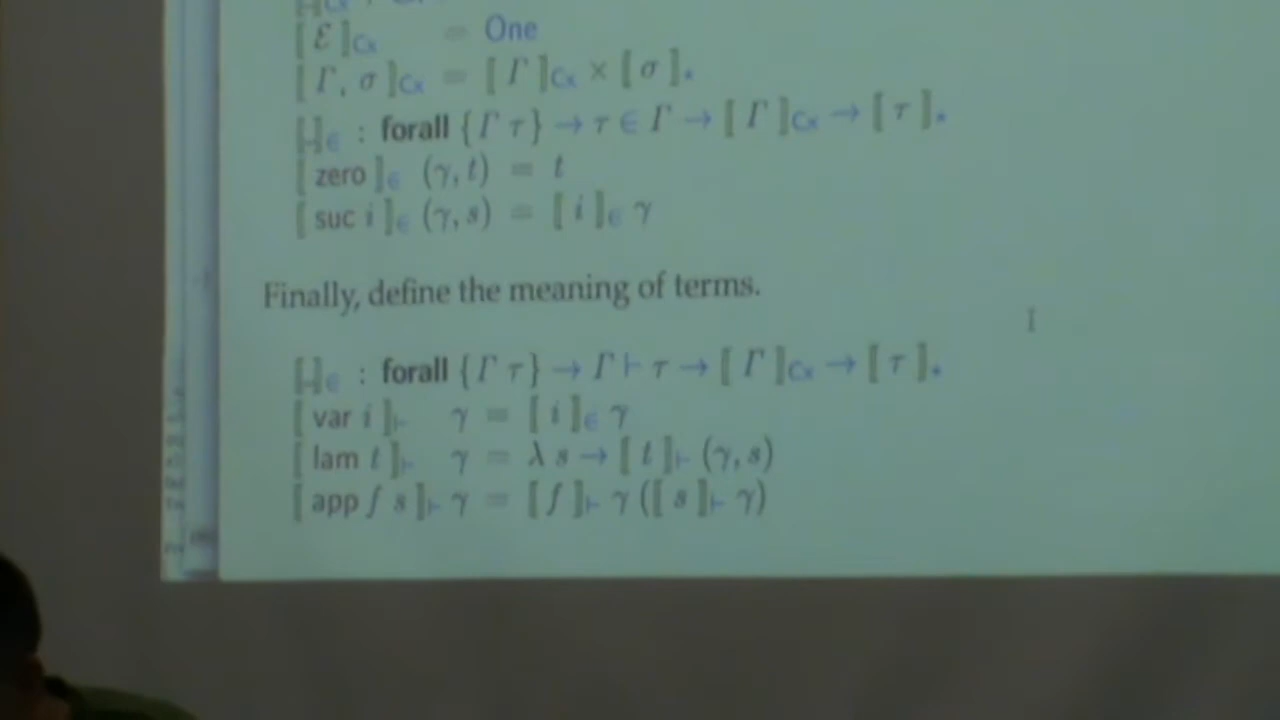 ⟦ ℰ ⟧Cx = One
⟦ Γ, σ ⟧Cx = ⟦ Γ ⟧Cx × ⟦ σ ⟧⋆
⟦_⟧∈ : forall {Γ τ} → τ ∈ Γ → ⟦ Γ ⟧Cx → ⟦ τ ⟧⋆
⟦ zero ⟧∈ (γ, t) = t
⟦ suc i ⟧∈ (γ, s) = ⟦ i ⟧∈ γ
Finally, define the meaning of terms.
⟦_⟧∈ : forall {Γ τ} → Γ ⊢ τ → ⟦ Γ ⟧Cx → ⟦ τ ⟧⋆
⟦ var i ⟧⊢ γ = ⟦ i ⟧∈ γ
⟦ lam t ⟧⊢ γ = λ s → ⟦ t ⟧⊢ (γ, s)
⟦ app f s ⟧⊢ γ = ⟦ f ⟧⊢ γ (⟦ s ⟧⊢ γ)